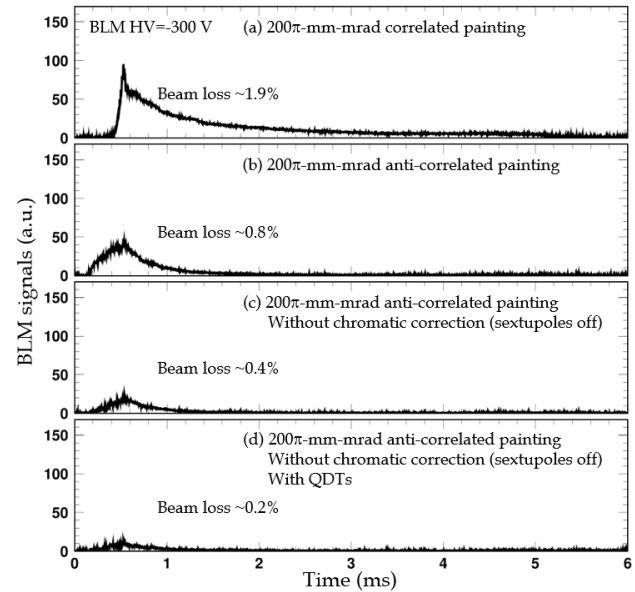 BLM HV=-300 V
(a) 200π-mm-mrad correlated painting
150
100
50
0
Beam loss ~1.9%
(b) 200π-mm-mrad anti-correlated painting
150
100
50
0
Beam loss ~0.8%
BLM signals (a.u.)
(c) 200π-mm-mrad anti-correlated painting
Without chromatic correction (sextupoles off)
150
100
50
0
Beam loss ~0.4%
(d) 200π-mm-mrad anti-correlated painting
Without chromatic correction (sextupoles off)
With QDTs
150
100
50
0
Beam loss ~0.2%
0 1 2 3 4 5 6
Time (ms)